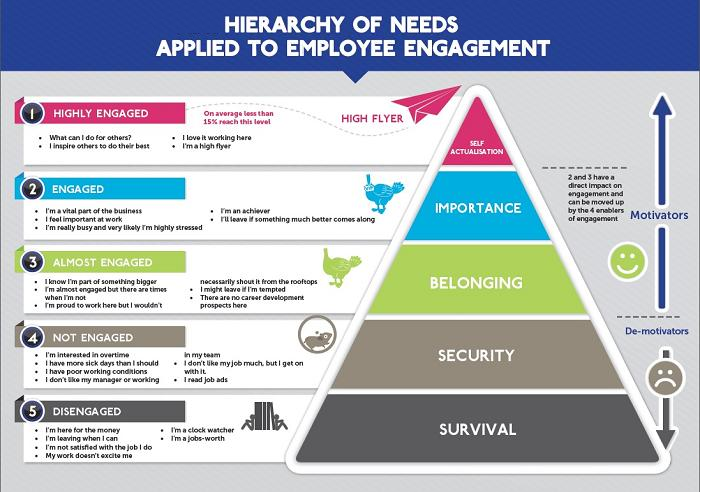 HIERARCHY OF NEEDS
APPLIED TO EMPLOYEE ENGAGEMENT
1 HIGHLY ENGAGED
On average less than
15% reach this level
HIGH FLYER
• What can I do for others?
• I inspire others to do their best
• I love it working here
• I'm a high flyer
SELF
ACTUALISATION
2 ENGAGED
• I'm a vital part of the business
• I feel important at work
• I'm really busy and very likely I'm highly stressed
• I'm an achiever
• I'll leave if something much better comes along
IMPORTANCE
2 and 3 have a
direct impact on
engagement and
can be moved up
by the 4 enablers
of engagement
Motivators
3 ALMOST ENGAGED
• I know I'm part of something bigger
• I'm almost engaged but there are times
when I'm not
• I'm proud to work here but I wouldn't
necessarily shout it from the rooftops
• I might leave if I'm tempted
• There are no career development
prospects here
BELONGING
De-motivators
4 NOT ENGAGED
• I'm interested in overtime
• I have more sick days than I should
• I have poor working conditions
• I don't like my manager or working
in my team
• I don't like my job much, but I get on
with it.
• I read job ads
SECURITY
5 DISENGAGED
• I'm here for the money
• I'm leaving when I can
• I'm not satisfied with the job I do
• My work doesn't excite me
• I'm a clock watcher
• I'm a jobs-worth
SURVIVAL